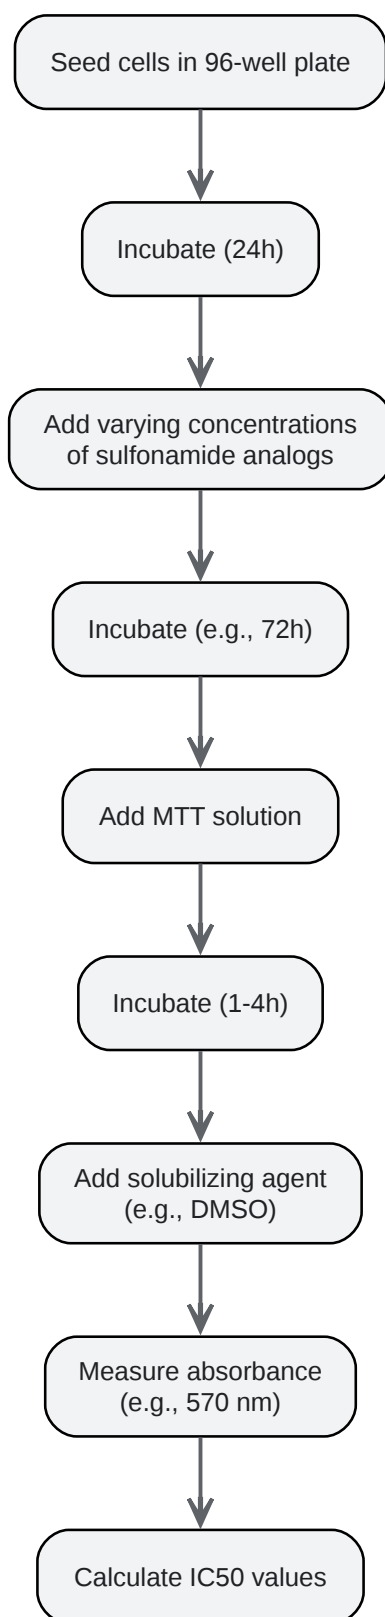 Seed cells in 96-well plate
Incubate (24h)
Add varying concentrations
of sulfonamide analogs
Incubate (e.g., 72h)
Add MTT solution
Incubate (1-4h)
Add solubilizing agent
(e.g., DMSO)
Measure absorbance
(e.g., 570 nm)
Calculate IC50 values